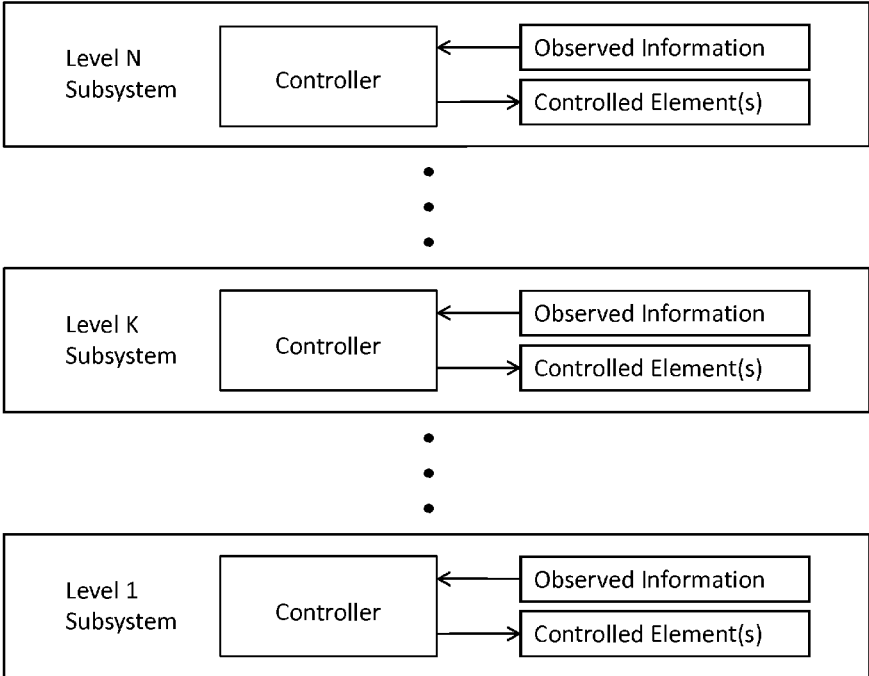 Level N
Subsystem
Controller
Observed Information
Controlled Element(s)
Level K
Subsystem
Controller
Observed Information
Controlled Element(s)
Level 1
Subsystem
Controller
Observed Information
Controlled Element(s)